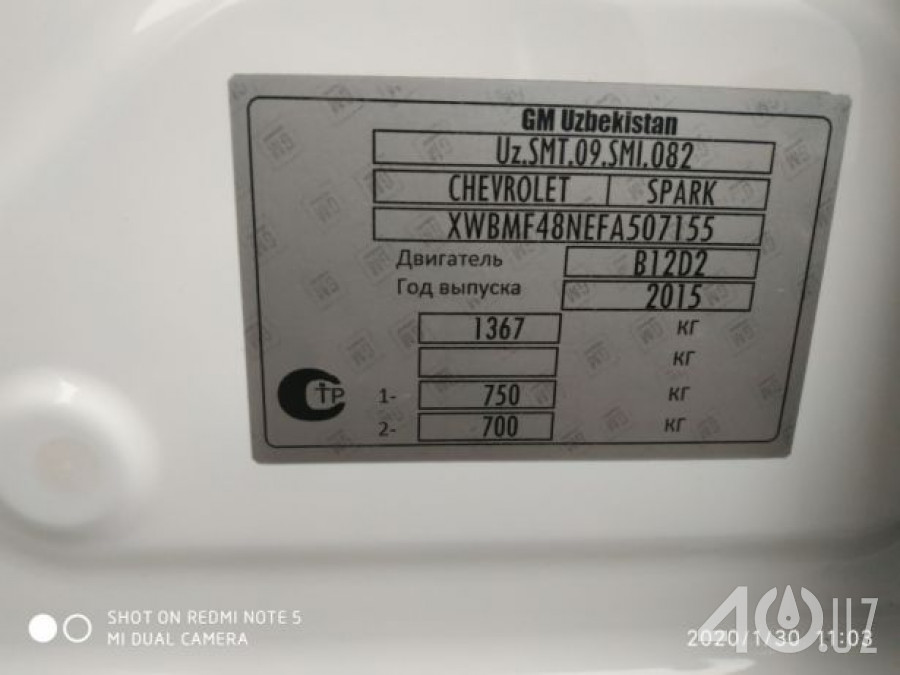 GM Uzbekistan
Uz.SMT.09.SMI.082
CHEVROLET SPARK
XWBMF48NEFA507155
Двигатель B12D2
Год выпуска 2015
1367 кг
кг
1- 750 кг
2- 700 кг
СТР
SHOT ON REDMI NOTE 5
MI DUAL CAMERA
2020/1/30 11:03
.UZ